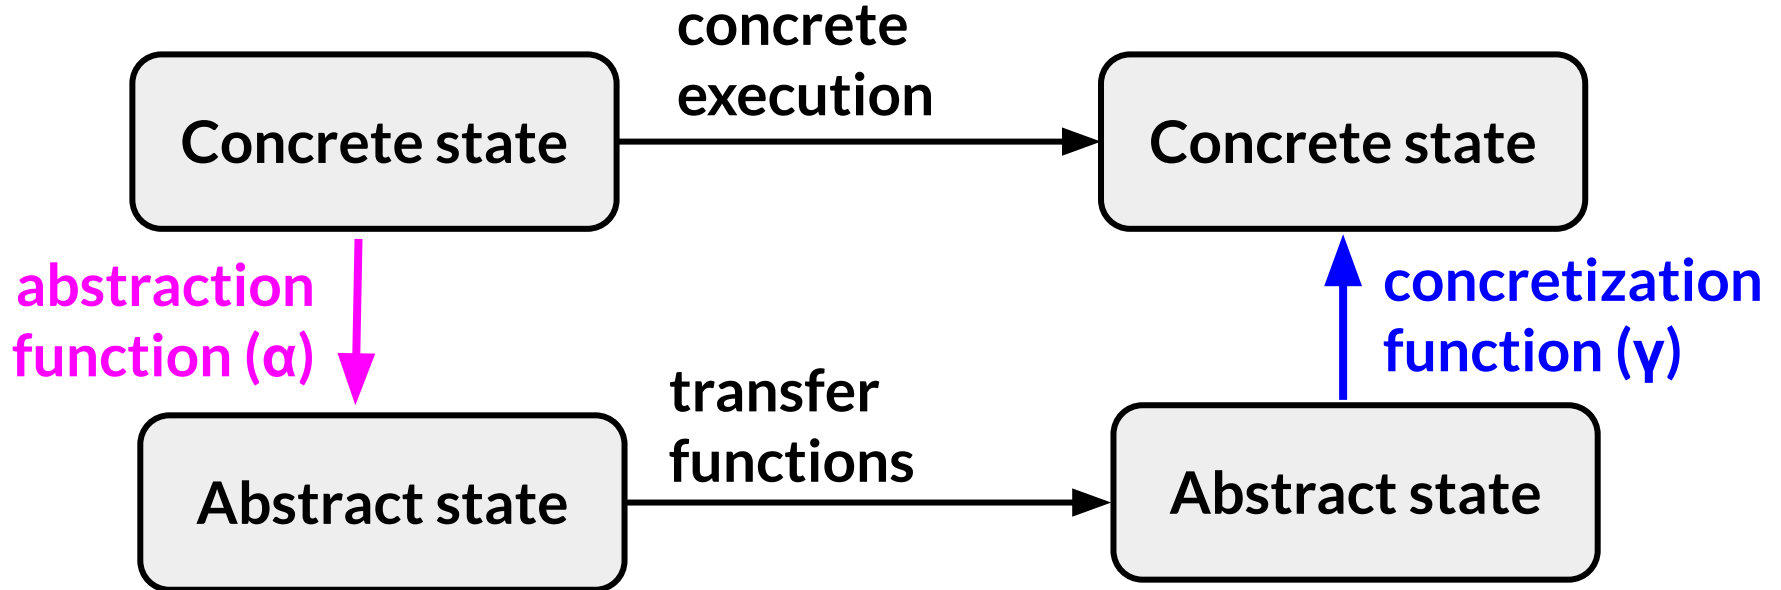 concrete
execution
Concrete state
Concrete state
abstraction
function (α)
concretization
function (γ)
transfer
functions
Abstract state
Abstract state